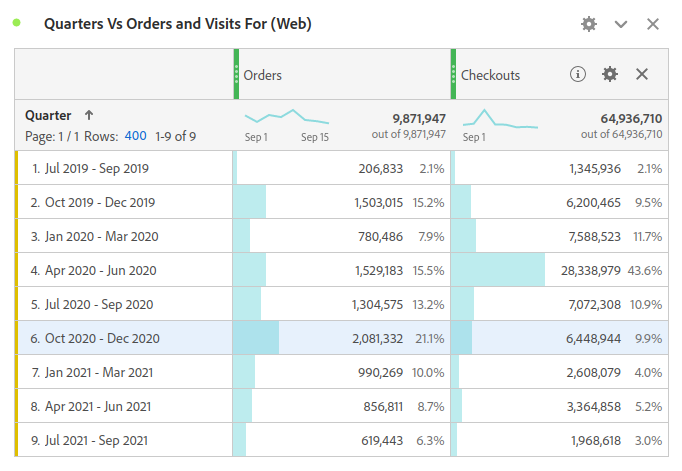 Quarters Vs Orders and Visits For (Web)
Orders
Checkouts
Quarter ↑
Page: 1 / 1 Rows: 400 1-9 of 9
Sep 1 Sep 15
9,871,947
out of 9,871,947
Sep 1
64,936,710
out of 64,936,710
1. Jul 2019 - Sep 2019 206,833 2.1% 1,345,936 2.1%
2. Oct 2019 - Dec 2019 1,503,015 15.2% 6,200,465 9.5%
3. Jan 2020 - Mar 2020 780,486 7.9% 7,588,523 11.7%
4. Apr 2020 - Jun 2020 1,529,183 15.5% 28,338,979 43.6%
5. Jul 2020 - Sep 2020 1,304,575 13.2% 7,072,308 10.9%
6. Oct 2020 - Dec 2020 2,081,332 21.1% 6,448,944 9.9%
7. Jan 2021 - Mar 2021 990,269 10.0% 2,608,079 4.0%
8. Apr 2021 - Jun 2021 856,811 8.7% 3,364,858 5.2%
9. Jul 2021 - Sep 2021 619,443 6.3% 1,968,618 3.0%